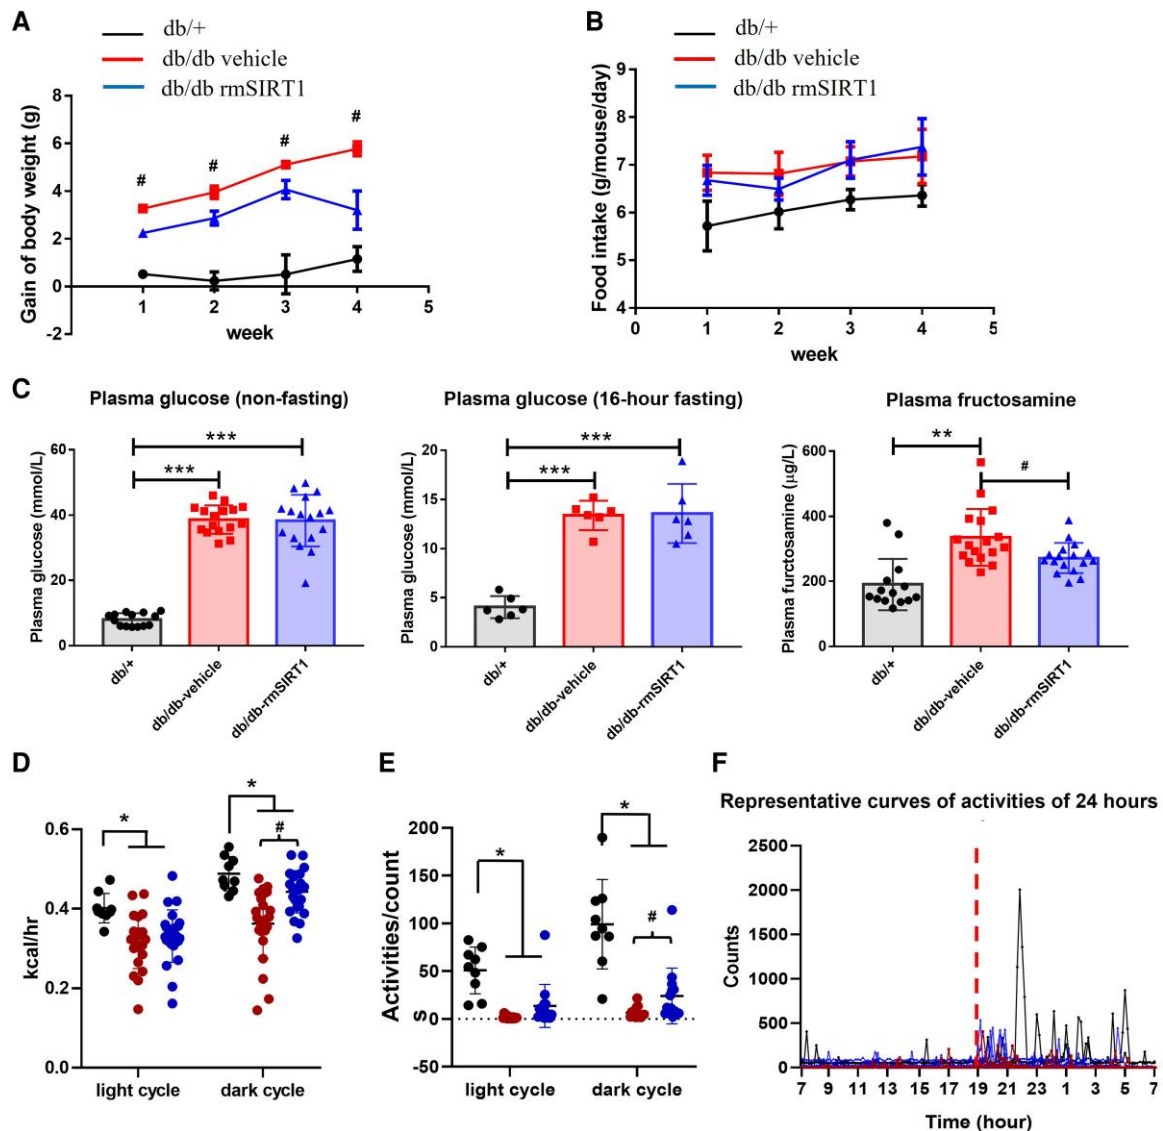 A
db/+
db/db vehicle
db/db rmSIRT1
Gain of body weight (g)
8
6
4
2
0
-2
#
#
#
#
1 2 3 4 5
week
B
db/+
db/db vehicle
db/db rmSIRT1
Food intake (g/mouse/day)
9
8
7
6
5
4
0 1 2 3 4 5
week
C
Plasma glucose (non-fasting)
Plasma glucose (mmol/L)
60
40
20
0
***
***
db/+
db/db-vehicle
db/db-rmSIRT1
Plasma glucose (16-hour fasting)
Plasma glucose (mmol/L)
20
15
10
5
0
***
***
db/+
db/db-vehicle
db/db-rmSIRT1
Plasma fructosamine
Plasma furctosamine (µg/L)
600
400
200
0
**
#
db/+
db/db-vehicle
db/db-rmSIRT1
D
kcal/hr
0.6
0.4
0.2
0.0
*
*
#
light cycle dark cycle
E
Activities/count
s
200
150
100
50
0
-50
*
*
#
light cycle dark cycle
F
Representative curves of activities of 24 hours
Counts
2500
2000
1500
1000
500
0
7 9 11 13 15 17 19 21 23 1 3 5 7
Time (hour)